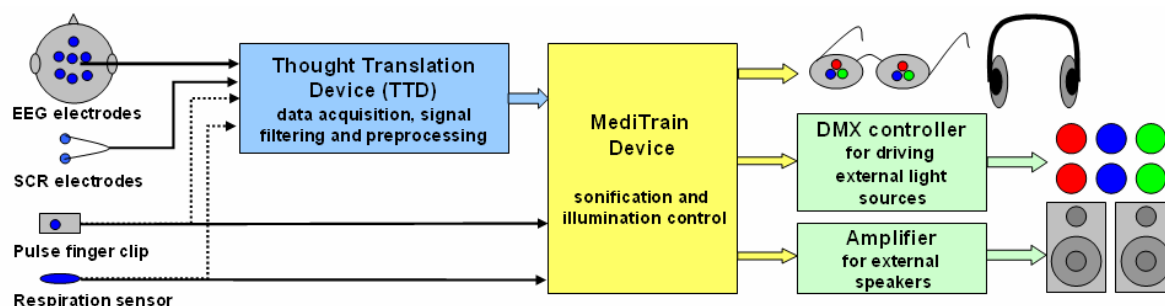 EEG electrodes
SCR electrodes
Pulse finger clip
Respiration sensor
Thought Translation
Device (TTD)
data acquisition, signal
filtering and preprocessing
MediTrain
Device
sonification and
illumination control
DMX controller
for driving
external light
sources
Amplifier
for external
speakers